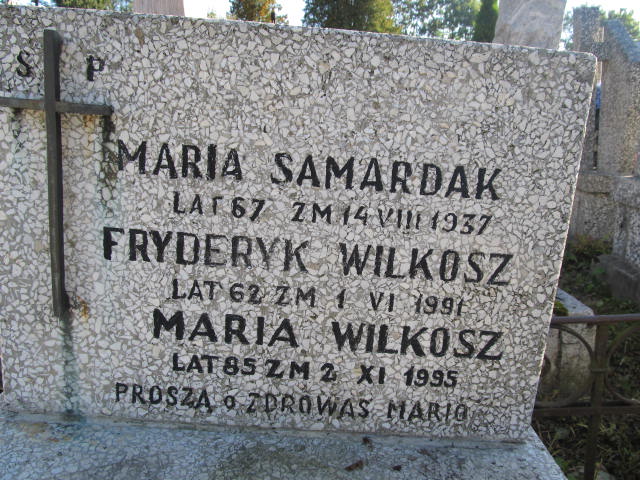 Ś P
MARIA SAMARDAK
LAT 67 ZM 14 VIII 1937
FRYDERYK WILKOSZ
LAT 62 ZM 1 VI 1991
MARIA WILKOSZ
LAT 85 ZM 2 XI 1995
PROSZĄ O ZDROWAŚ MARIO